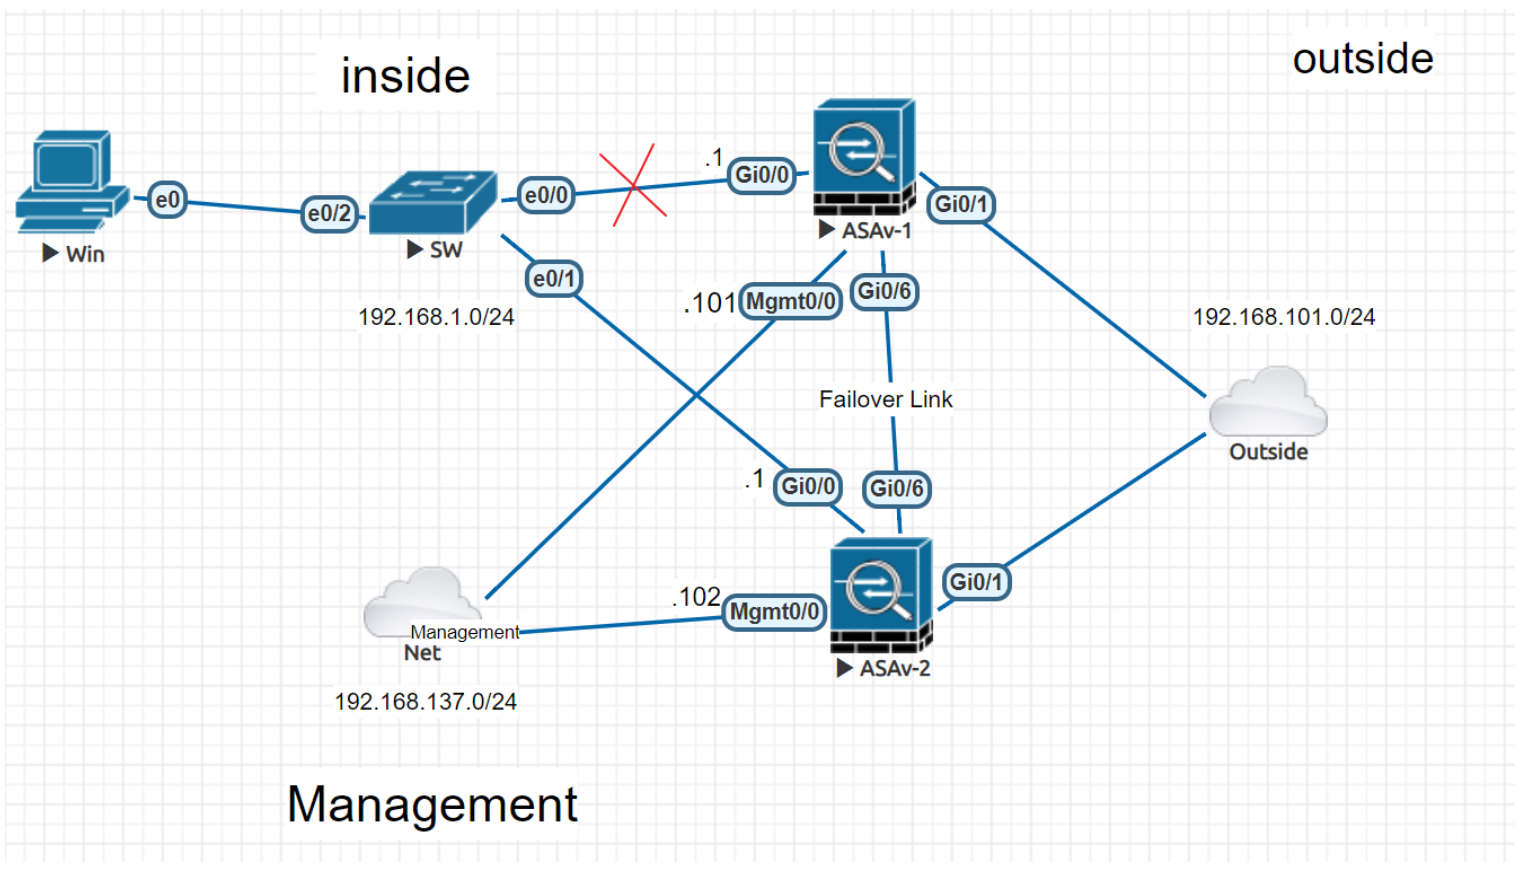 inside
outside
.1
Gi0/0
e0
e0/2
e0/0
Gi0/1
Win
SW
ASAv-1
e0/1
.101
Mgmt0/0
Gi0/6
192.168.1.0/24
192.168.101.0/24
Failover Link
Outside
.1
Gi0/0
Gi0/6
Gi0/1
.102
Mgmt0/0
Management
Net
ASAv-2
192.168.137.0/24
Management